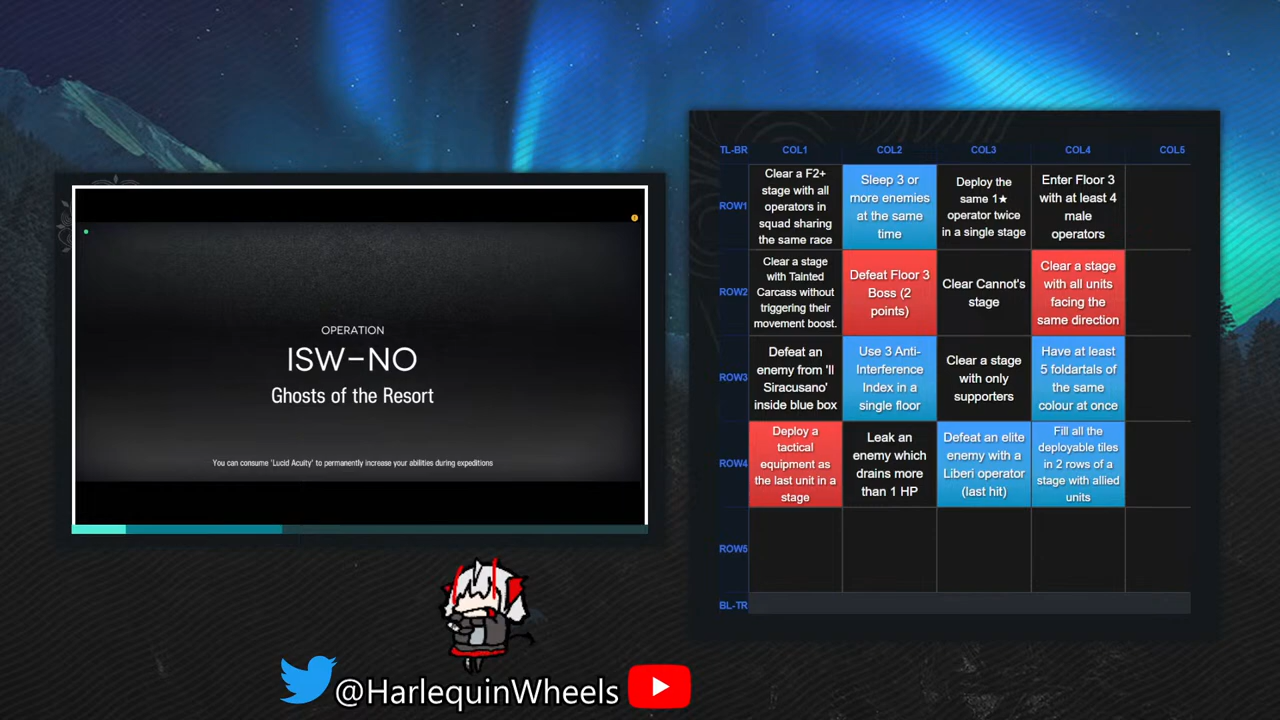 TL-BR COL1 COL2 COL3 COL4 COL5
ROW1
Clear a F2+
stage with all
operators in
squad sharing
the same race
Sleep 3 or
more enemies
at the same
time
Deploy the
same 1★
operator twice
in a single stage
Enter Floor 3
with at least 4
male
operators
ROW2
Clear a stage
with Tainted
Carcass without
triggering their
movement boost.
Defeat Floor 3
Boss (2
points)
Clear Cannot's
stage
Clear a stage
with all units
facing the
same direction
ROW3
Defeat an
enemy from 'Il
Siracusano'
inside blue box
Use 3 Anti-
Interference
Index in a
single floor
Clear a stage
with only
supporters
Have at least
5 foldartals of
the same
colour at once
ROW4
Deploy a
tactical
equipment as
the last unit in a
stage
Leak an
enemy which
drains more
than 1 HP
Defeat an elite
enemy with a
Liberi operator
(last hit)
Fill all the
deployable tiles
in 2 rows of a
stage with allied
units
ROW5
BL-TR
OPERATION
ISW-NO
Ghosts of the Resort
You can consume 'Lucid Acuity' to permanently increase your abilities during expeditions
@HarlequinWheels